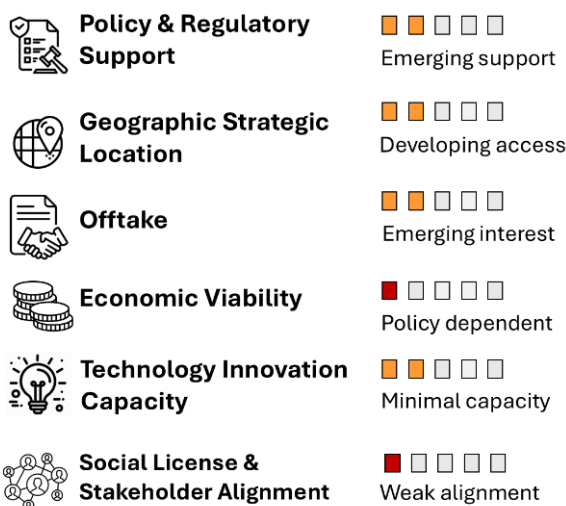 Policy & Regulatory
Support
Emerging support
Geographic Strategic
Location
Developing access
Offtake
Emerging interest
Economic Viability
Policy dependent
Technology Innovation
Capacity
Minimal capacity
Social License &
Stakeholder Alignment
Weak alignment